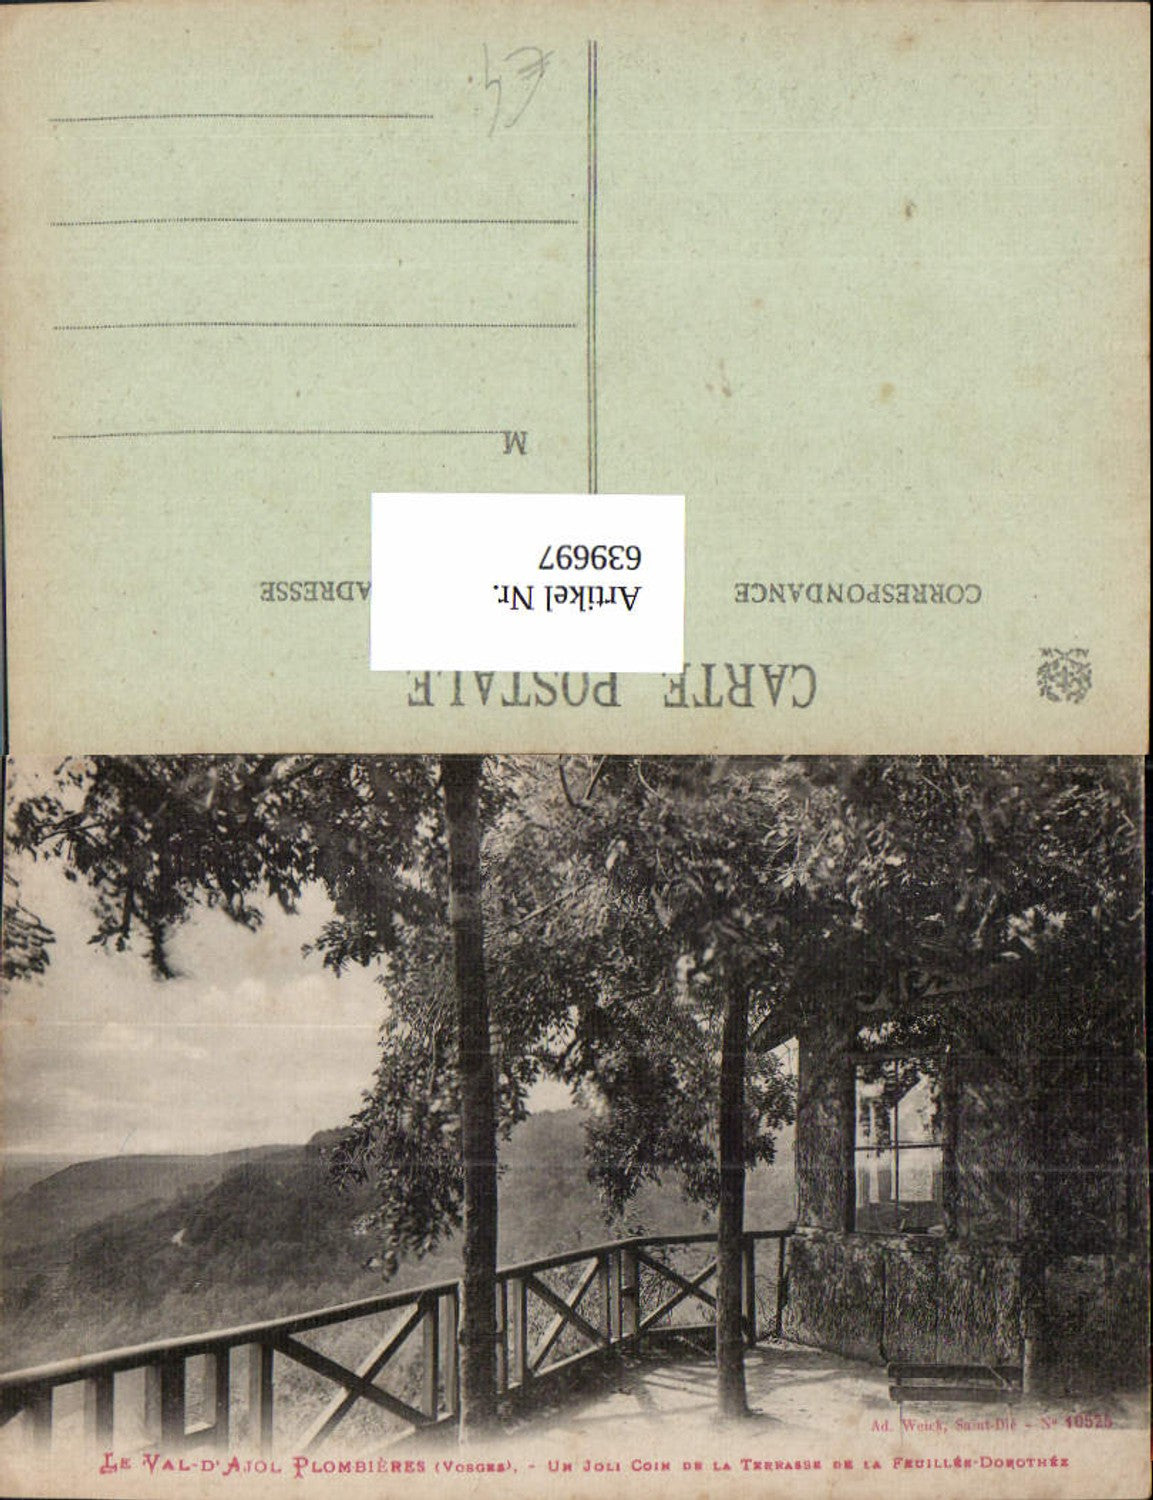 CARTE POSTALE
CORRESPONDANCE
ADRESSE
Artikel Nr.
639697
M
Ad. Weick, Saint-Dié - N° 10525
LE VAL-D'AJOL PLOMBIÈRES (VOSGES). - UN JOLI COIN DE LA TERRASSE DE LA FEUILLÉE-DOROTHÉE